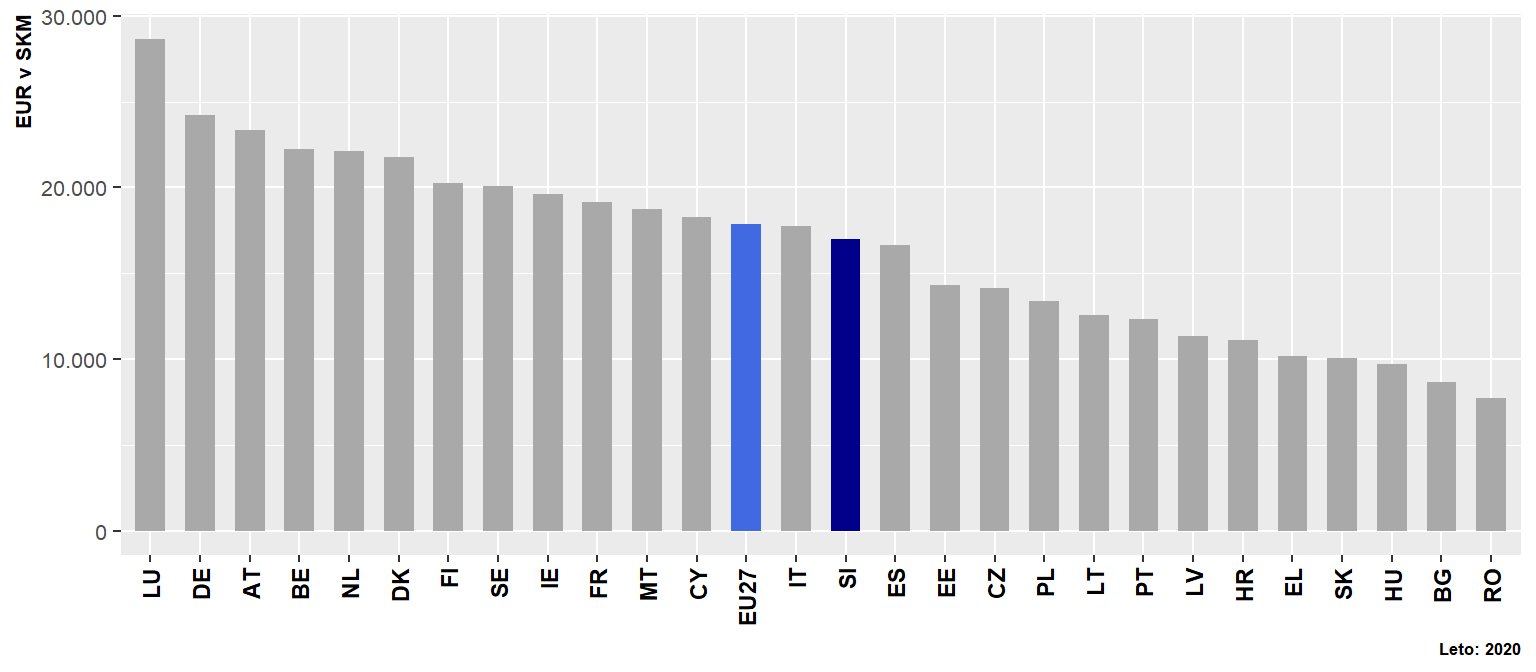 EUR v SKM
30.000
20.000
10.000
0
LU DE AT BE NL DK FI SE IE FR MT CY EU27 IT SI ES EE CZ PL LT PT LV HR EL SK HU BG RO
Leto: 2020